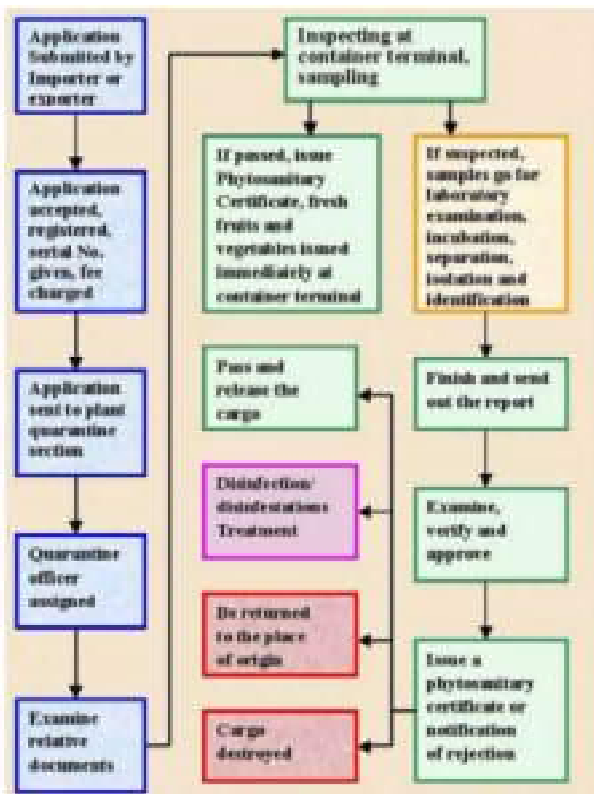 Application
Submitted by
Importer or
exporter
Application
accepted,
registered,
serial No.
given, fee
charged
Application
sent to plant
quarantine
section
Quarantine
officer
assigned
Examine
relative
documents
Inspecting at
container terminal,
sampling
If passed, issue
Phytosanitary
Certificate, fresh
fruits and
vegetables issued
immediately at
container terminal
If suspected,
samples go for
laboratory
examination,
incubation,
separation,
isolation and
identification
Pass and
release the
cargo
Finish and send
out the report
Disinfection/
disinfestations
Treatment
Examine,
verify and
approve
Be returned
to the place
of origin
Issue a
phytosanitary
certificate or
notification
of rejection
Cargo
destroyed